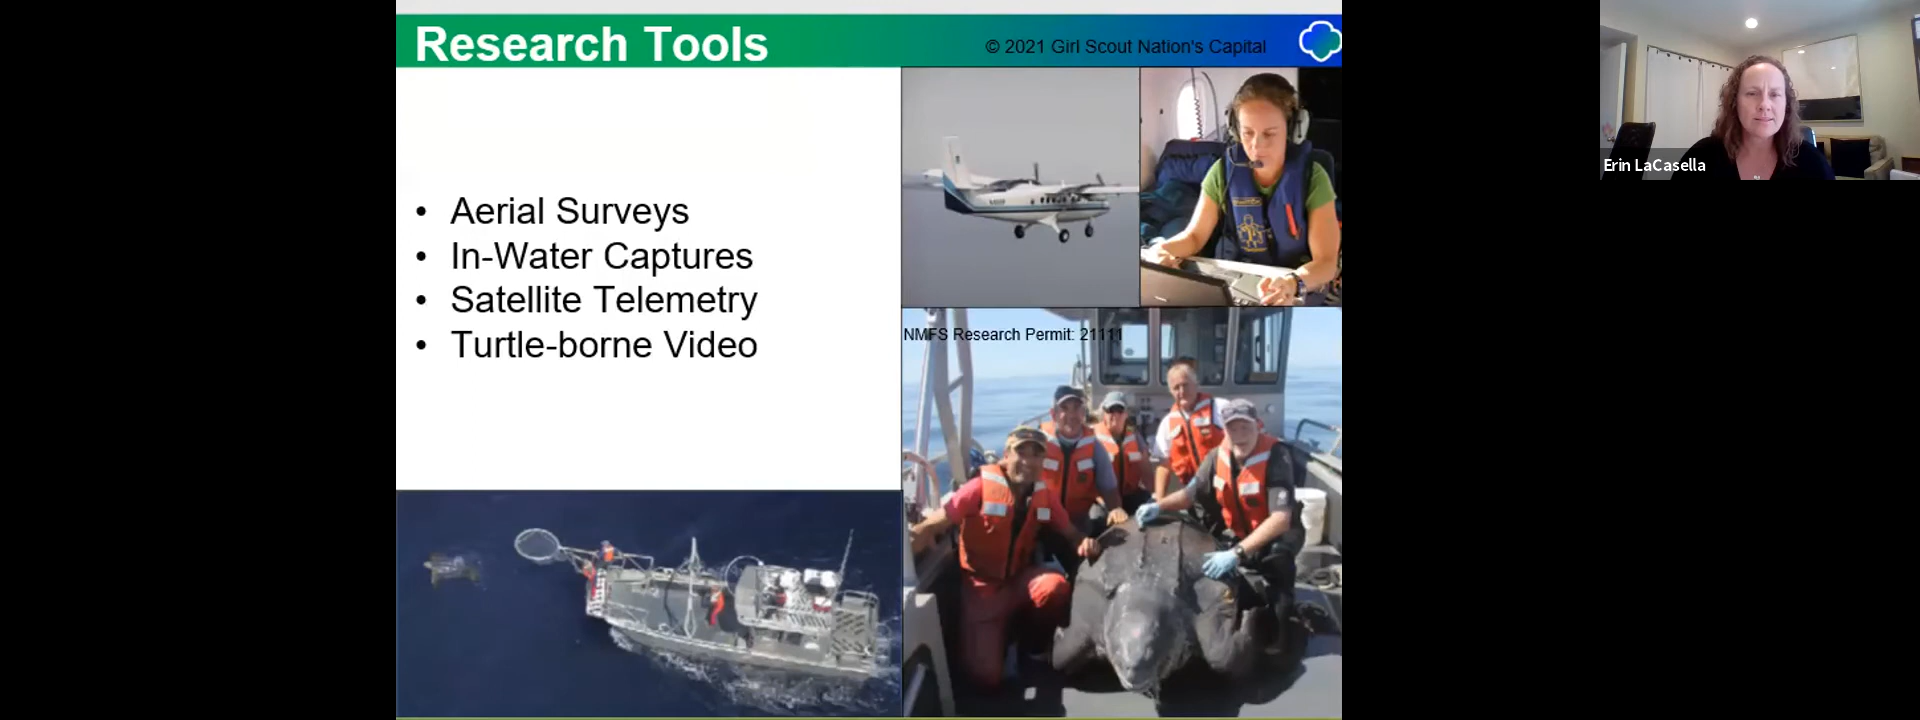 Research Tools
© 2021 Girl Scout Nation's Capital
• Aerial Surveys
• In-Water Captures
• Satellite Telemetry
• Turtle-borne Video
NMFS Research Permit: 21111
Erin LaCasella